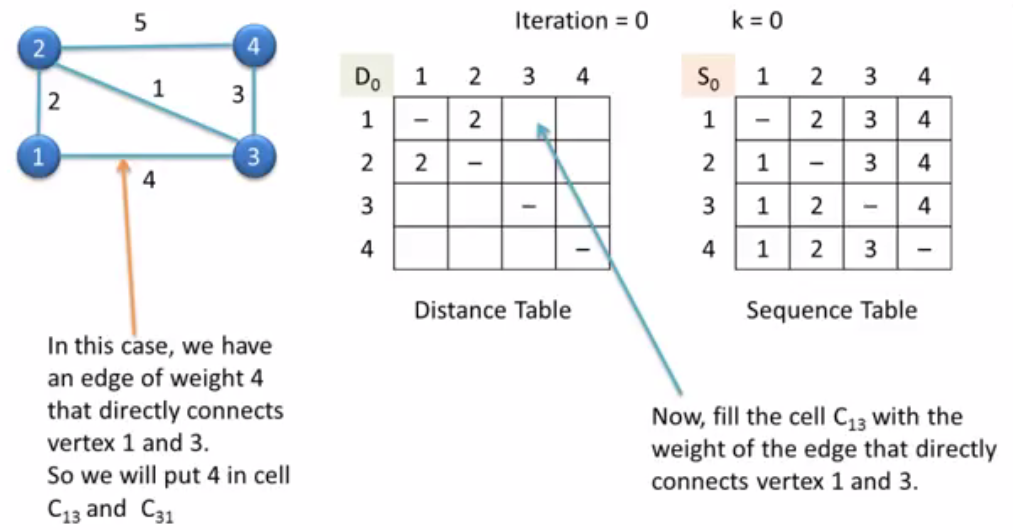 Iteration = 0 k = 0
5
2 4
2 1 3
1 3
4
D0 1 2 3 4
1 – 2
2 2 –
3 –
4 –
Distance Table
S0 1 2 3 4
1 – 2 3 4
2 1 – 3 4
3 1 2 – 4
4 1 2 3 –
Sequence Table
In this case, we have
an edge of weight 4
that directly connects
vertex 1 and 3.
So we will put 4 in cell
C13 and C31
Now, fill the cell C13 with the
weight of the edge that directly
connects vertex 1 and 3.